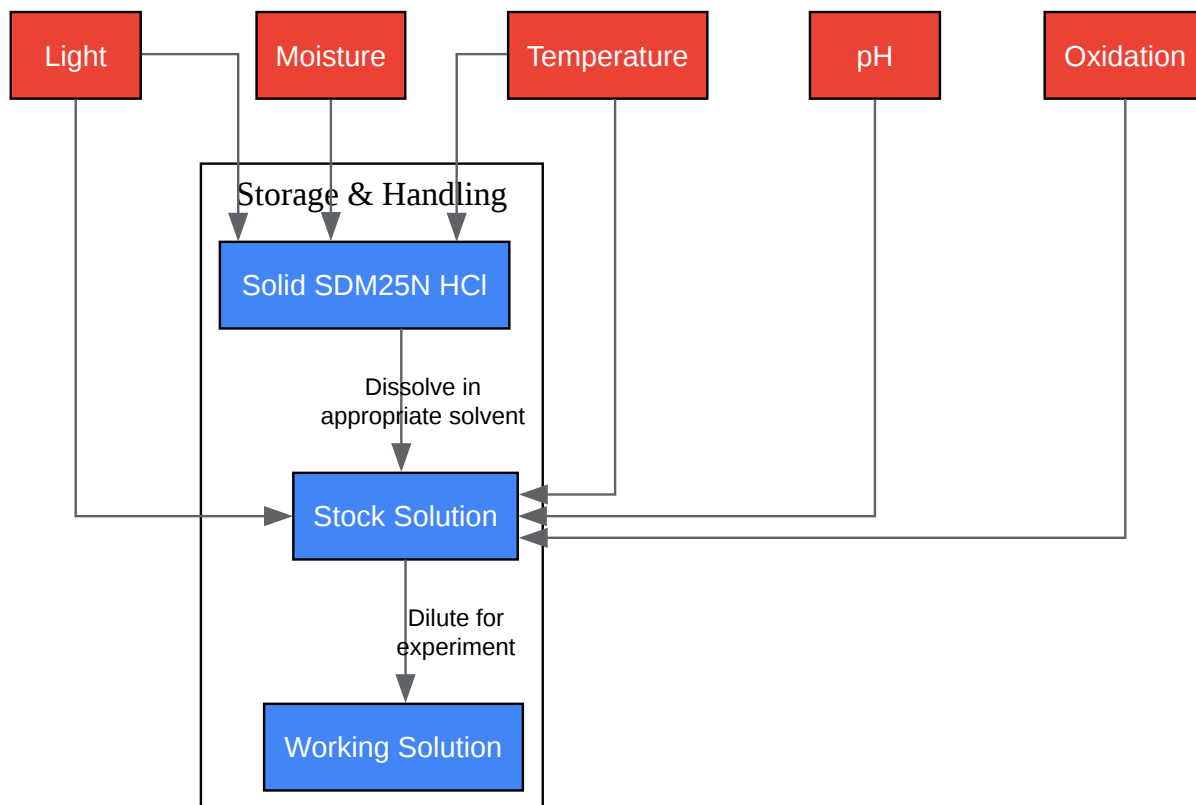 Light
Moisture
Temperature
pH
Oxidation
Storage & Handling
Solid SDM25N HCl
Dissolve in
appropriate solvent
Stock Solution
Dilute for
experiment
Working Solution